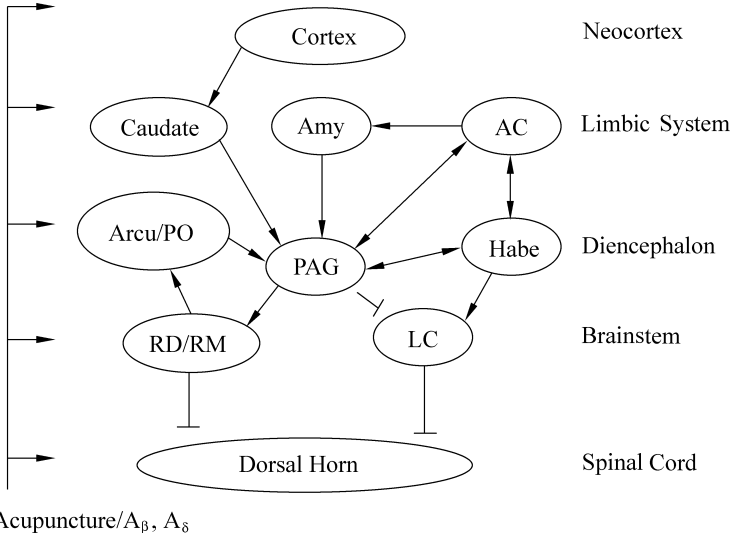 Cortex
Neocortex
Caudate
Amy
AC
Limbic System
Arcu/PO
PAG
Habe
Diencephalon
RD/RM
LC
Brainstem
Dorsal Horn
Spinal Cord
Acupuncture/Aβ, Aδ